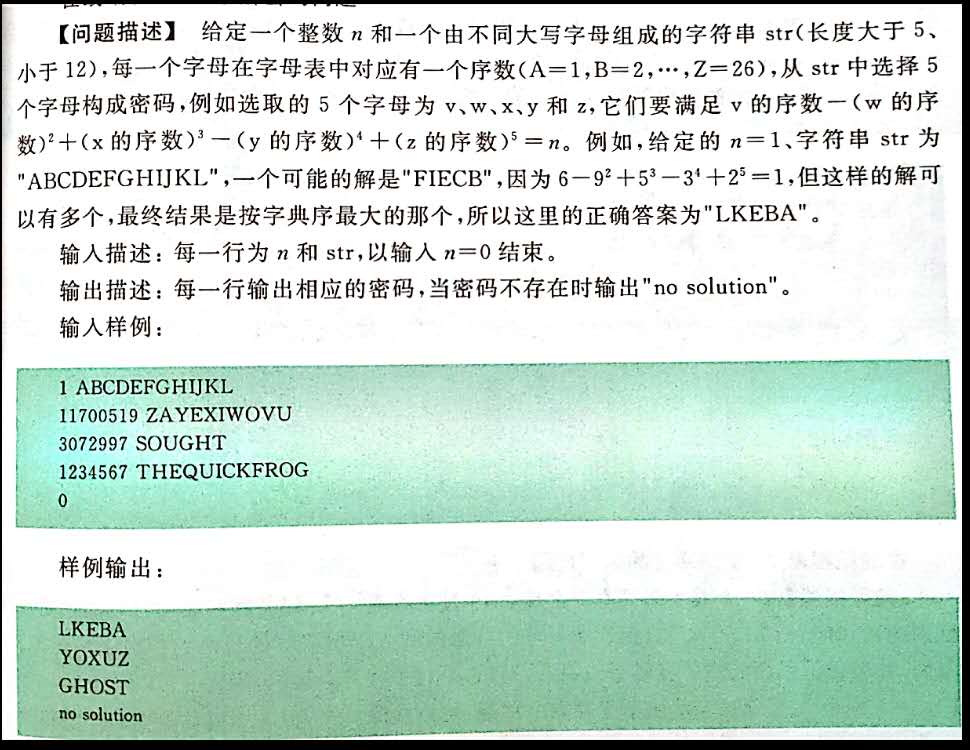 【问题描述】 给定一个整数 n 和一个由不同大写字母组成的字符串 str(长度大于 5、
小于 12),每一个字母在字母表中对应有一个序数(A=1,B=2,…,Z=26),从 str 中选择 5
个字母构成密码,例如选取的 5 个字母为 v、w、x、y 和 z,它们要满足 v 的序数－(w 的序
数)²＋(x 的序数)³－(y 的序数)⁴＋(z 的序数)⁵=n。例如,给定的 n=1、字符串 str 为
"ABCDEFGHIJKL",一个可能的解是"FIECB",因为 6－9²＋5³－3⁴＋2⁵=1,但这样的解可
以有多个,最终结果是按字典序最大的那个,所以这里的正确答案为"LKEBA"。
输入描述：每一行为 n 和 str,以输入 n=0 结束。
输出描述：每一行输出相应的密码,当密码不存在时输出"no solution"。
输入样例：
1 ABCDEFGHIJKL
11700519 ZAYEXIWOVU
3072997 SOUGHT
1234567 THEQUICKFROG
0
样例输出：
LKEBA
YOXUZ
GHOST
no solution